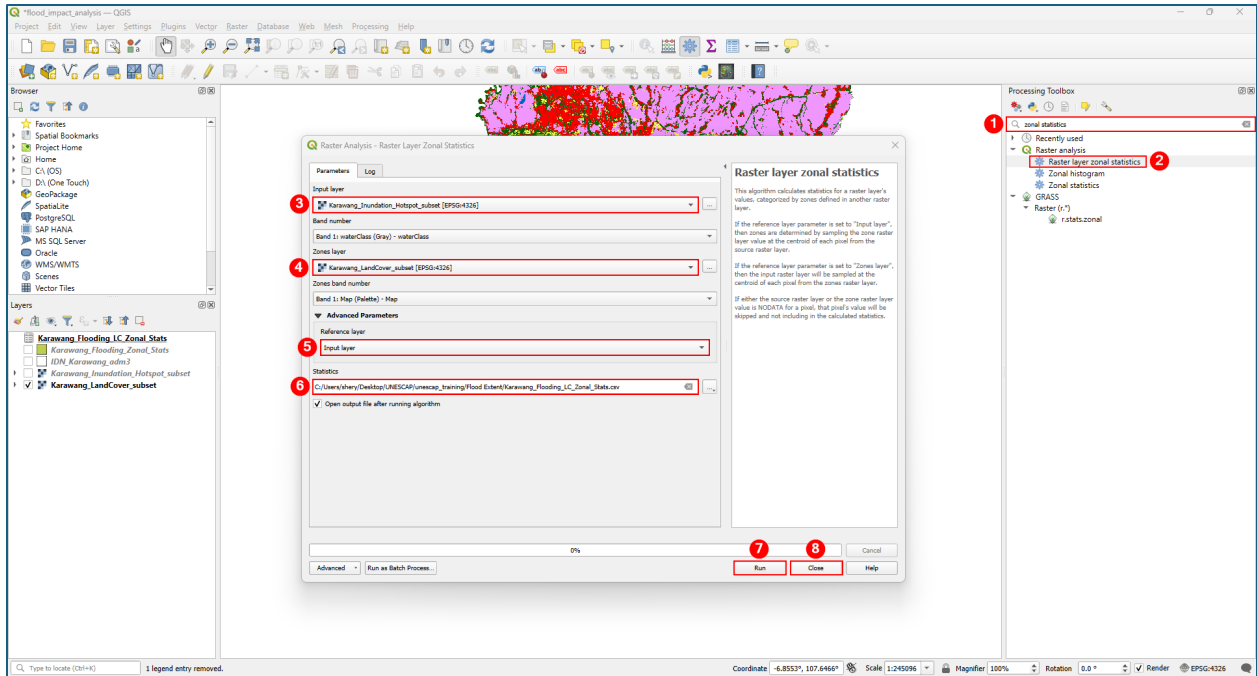 *flood_impact_analysis — QGIS
Project Edit View Layer Settings Plugins Vector Raster Database Web Mesh Processing Help
Browser
Favorites
Spatial Bookmarks
Project Home
Home
C:\ (OS)
D:\ (One Touch)
GeoPackage
SpatiaLite
PostgreSQL
SAP HANA
MS SQL Server
Oracle
WMS/WMTS
Scenes
Vector Tiles
Layers
Karawang_Flooding_LC_Zonal_Stats
Karawang_Flooding_Zonal_Stats
IDN_Karawang_adm3
Karawang_Inundation_Hotspot_subset
Karawang_LandCover_subset
Raster Analysis - Raster Layer Zonal Statistics
Parameters Log
Input layer
3 Karawang_Inundation_Hotspot_subset [EPSG:4326] ...
Band number
Band 1: waterClass (Gray) - waterClass
Zones layer
4 Karawang_LandCover_subset [EPSG:4326] ...
Zones band number
Band 1: Map (Palette) - Map
Advanced Parameters
Reference layer
5 Input layer
Statistics
6 C:/Users/shery/Desktop/UNESCAP/unescap_training/Flood Extent/Karawang_Flooding_LC_Zonal_Stats.csv ...
Open output file after running algorithm
Raster layer zonal statistics
This algorithm calculates statistics for a raster layer's
values, categorized by zones defined in another raster
layer.
If the reference layer parameter is set to "Input layer",
then zones are determined by sampling the zone raster
layer value at the centroid of each pixel from the
source raster layer.
If the reference layer parameter is set to "Zones layer",
then the input raster layer will be sampled at the
centroid of each pixel from the zones raster layer.
If either the source raster layer or the zone raster layer
value is NODATA for a pixel, that pixel's value will be
skipped and not including in the calculated statistics.
0%
Cancel
7 8
Advanced Run as Batch Process... Run Close Help
Processing Toolbox
1 zonal statistics
Recently used
Raster analysis
Raster layer zonal statistics 2
Zonal histogram
Zonal statistics
GRASS
Raster (r.*)
r.stats.zonal
Type to locate (Ctrl+K) 1 legend entry removed. Coordinate -6.8553°, 107.6466° Scale 1:245096 Magnifier 100% Rotation 0.0 ° Render EPSG:4326